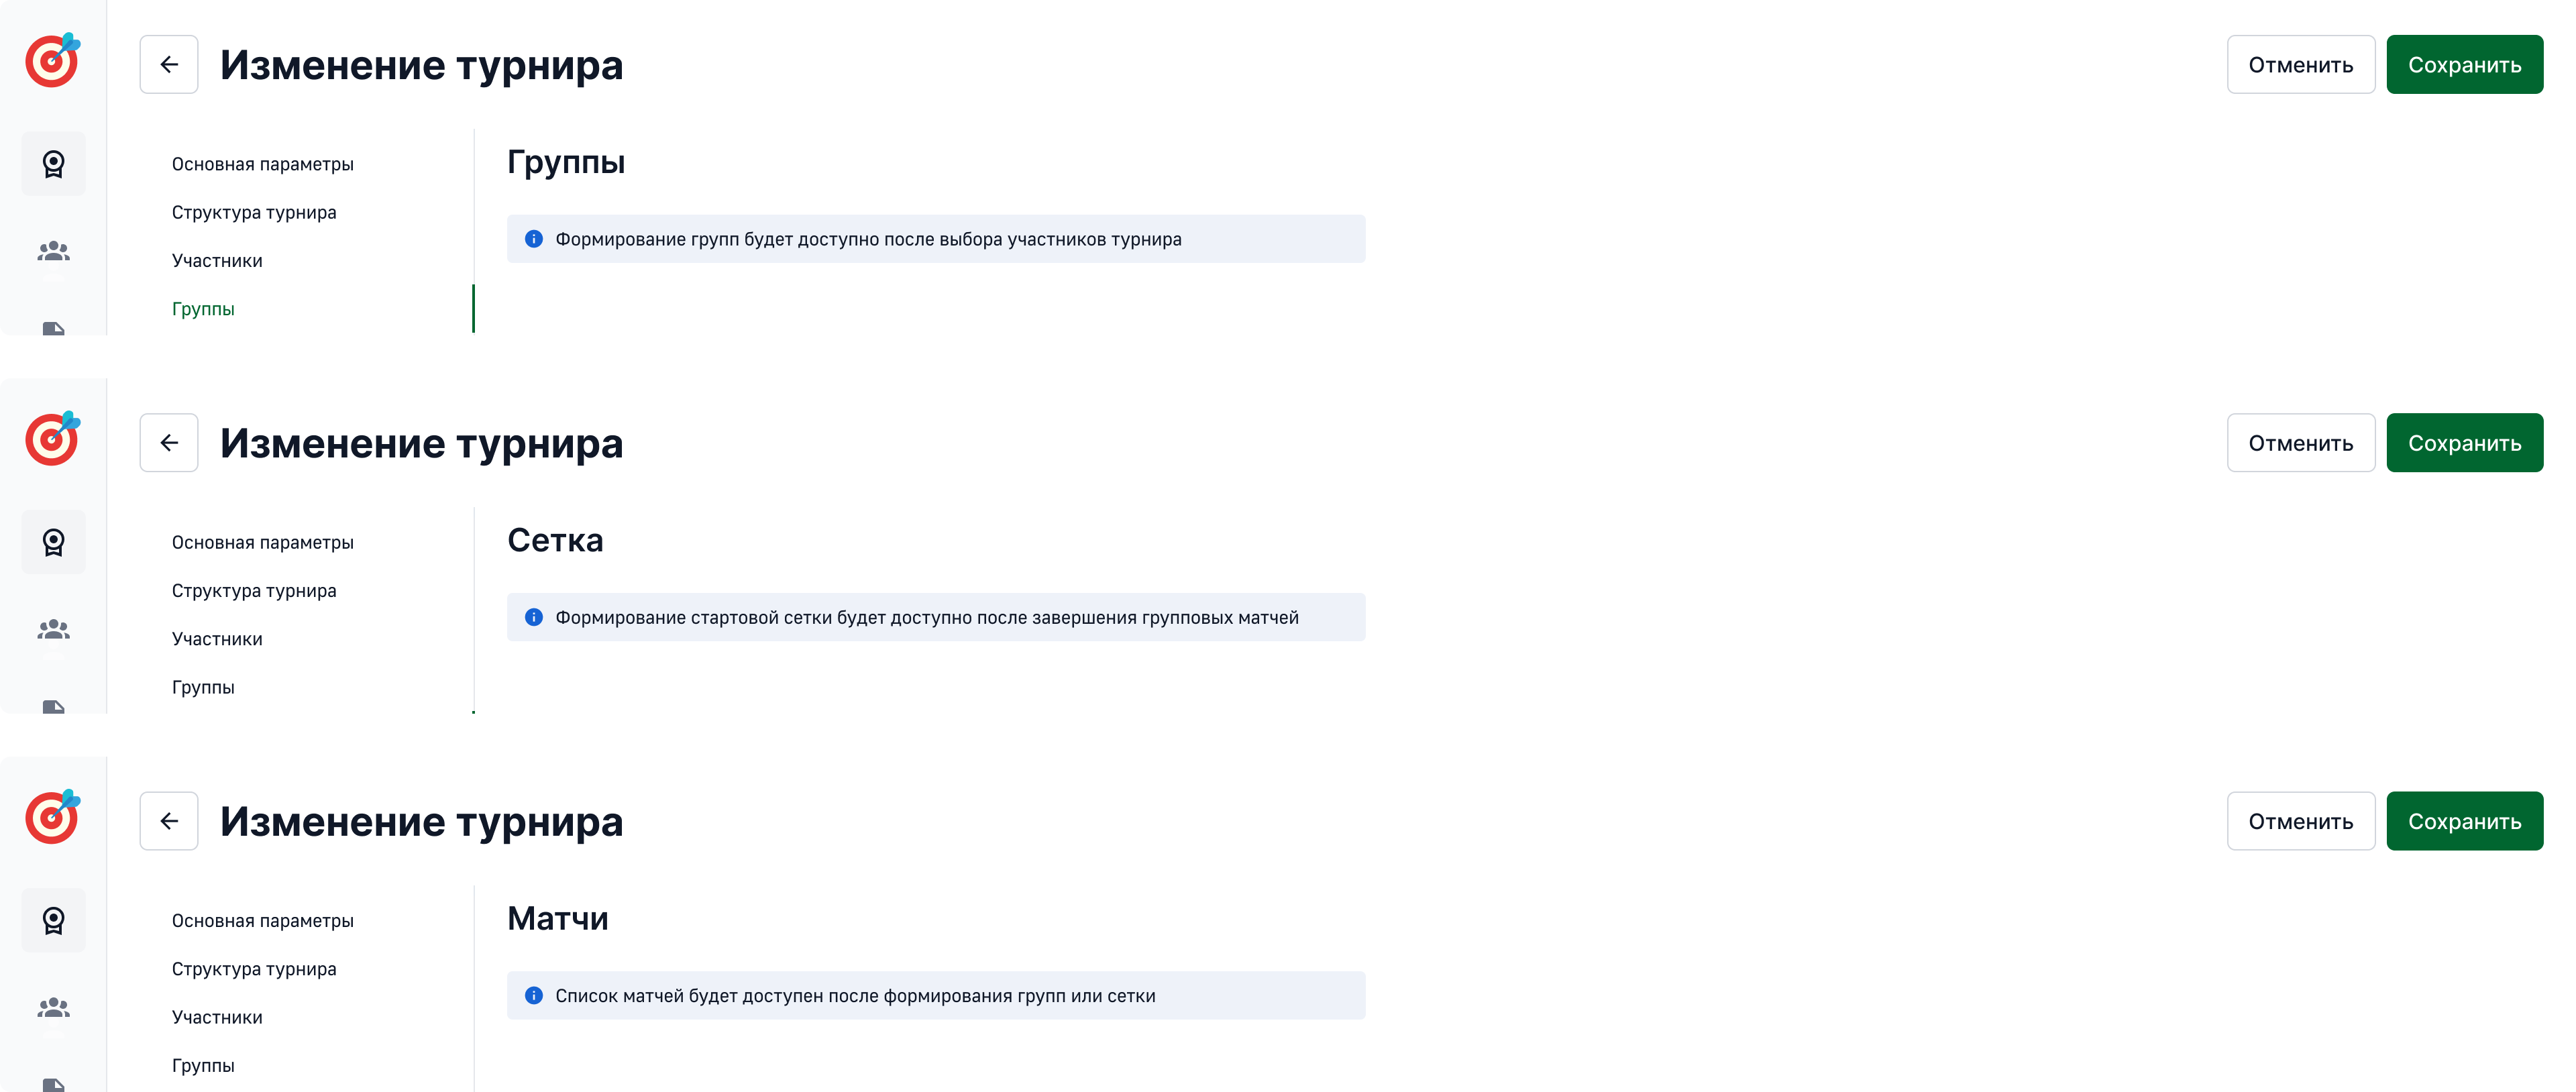 Изменение турнира
Отменить
Сохранить
Основная параметры
Структура турнира
Участники
Группы
Группы
Формирование групп будет доступно после выбора участников турнира
Изменение турнира
Отменить
Сохранить
Основная параметры
Структура турнира
Участники
Группы
Сетка
Формирование стартовой сетки будет доступно после завершения групповых матчей
Изменение турнира
Отменить
Сохранить
Основная параметры
Структура турнира
Участники
Группы
Матчи
Список матчей будет доступен после формирования групп или сетки